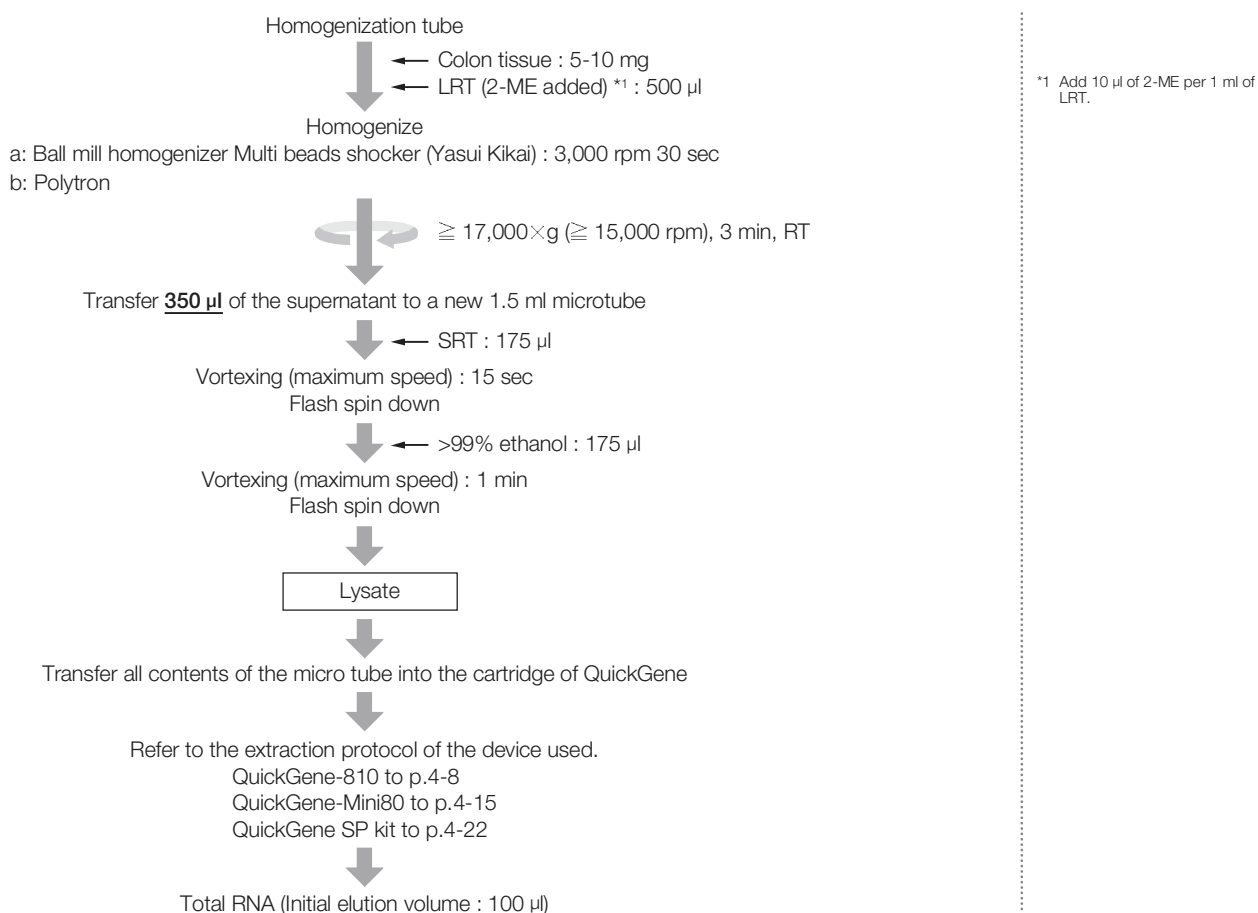 Homogenization tube
Colon tissue : 5-10 mg
LRT (2-ME added) *1 : 500 µl
*1 Add 10 µl of 2-ME per 1 ml of
LRT.
Homogenize
a: Ball mill homogenizer Multi beads shocker (Yasui Kikai) : 3,000 rpm 30 sec
b: Polytron
≧ 17,000×g (≧ 15,000 rpm), 3 min, RT
Transfer 350 µl of the supernatant to a new 1.5 ml microtube
SRT : 175 µl
Vortexing (maximum speed) : 15 sec
Flash spin down
>99% ethanol : 175 µl
Vortexing (maximum speed) : 1 min
Flash spin down
Lysate
Transfer all contents of the micro tube into the cartridge of QuickGene
Refer to the extraction protocol of the device used.
QuickGene-810 to p.4-8
QuickGene-Mini80 to p.4-15
QuickGene SP kit to p.4-22
Total RNA (Initial elution volume : 100 µl)